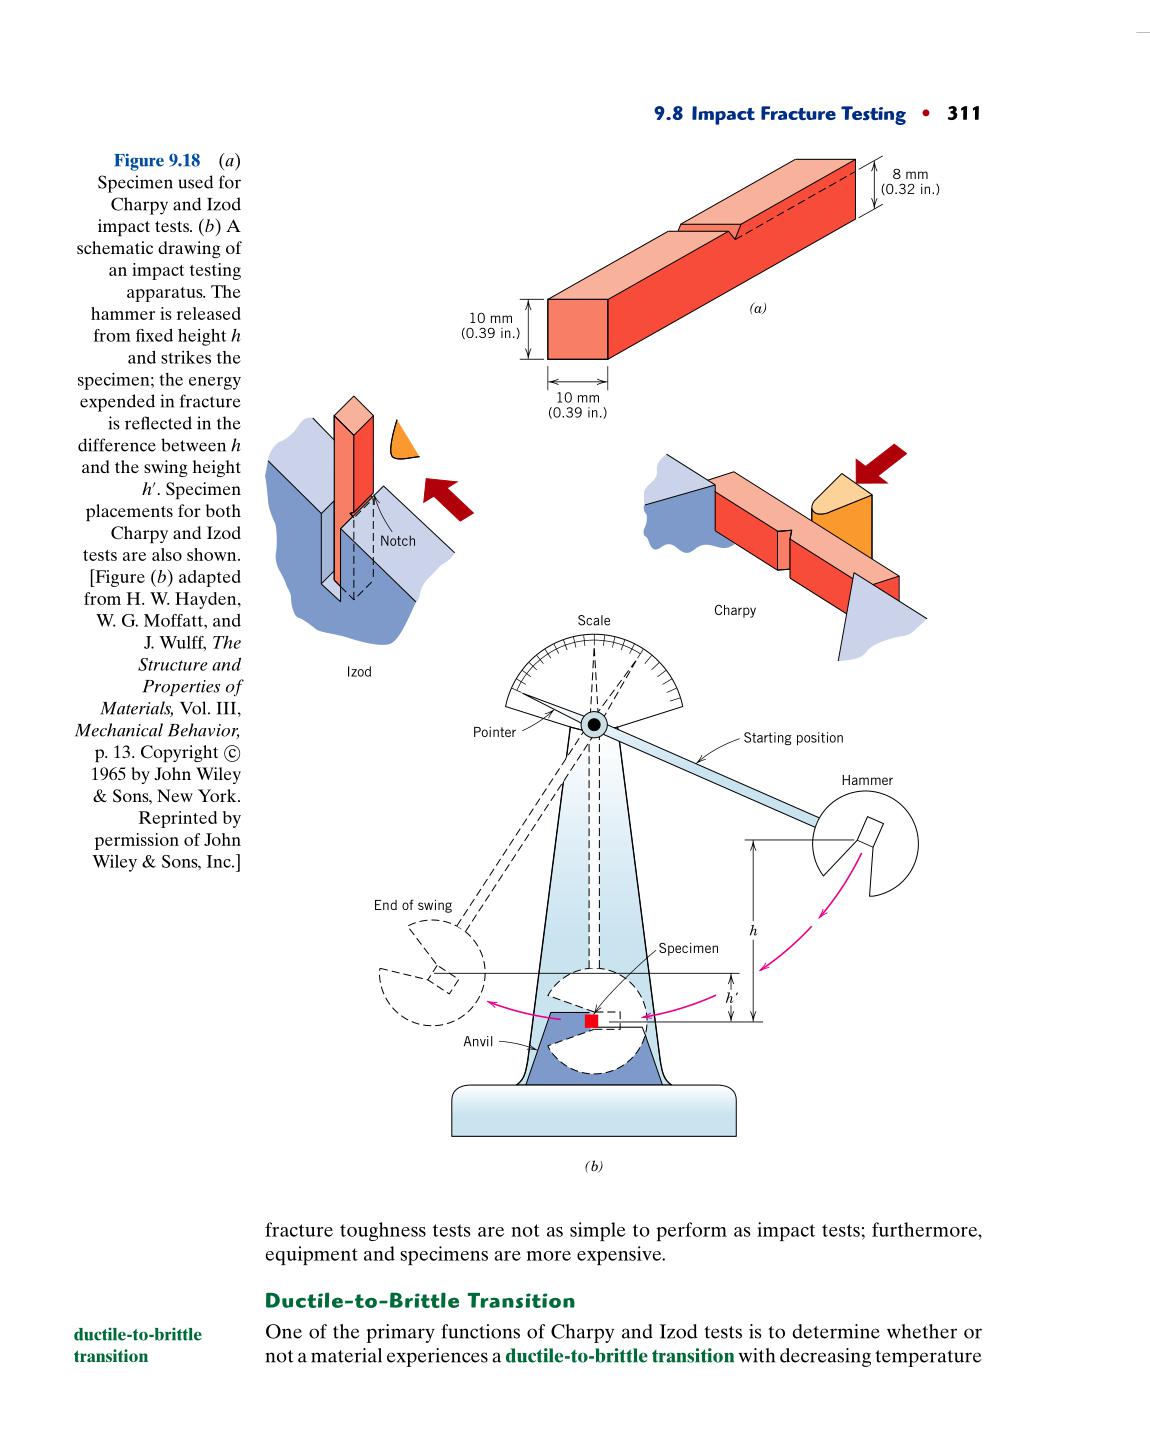 9.8 Impact Fracture Testing • 311
Figure 9.18 (a)
Specimen used for
Charpy and Izod
impact tests. (b) A
schematic drawing of
an impact testing
apparatus. The
hammer is released
from fixed height h
and strikes the
specimen; the energy
expended in fracture
is reflected in the
difference between h
and the swing height
h′. Specimen
placements for both
Charpy and Izod
tests are also shown.
[Figure (b) adapted
from H. W. Hayden,
W. G. Moffatt, and
J. Wulff, The
Structure and
Properties of
Materials, Vol. III,
Mechanical Behavior,
p. 13. Copyright ©
1965 by John Wiley
& Sons, New York.
Reprinted by
permission of John
Wiley & Sons, Inc.]
8 mm
(0.32 in.)
(a)
10 mm
(0.39 in.)
10 mm
(0.39 in.)
Notch
Izod
Charpy
Scale
Pointer
Starting position
Hammer
End of swing
h
Specimen
h′
Anvil
(b)
fracture toughness tests are not as simple to perform as impact tests; furthermore,
equipment and specimens are more expensive.
Ductile-to-Brittle Transition
ductile-to-brittle
transition
One of the primary functions of Charpy and Izod tests is to determine whether or
not a material experiences a ductile-to-brittle transition with decreasing temperature